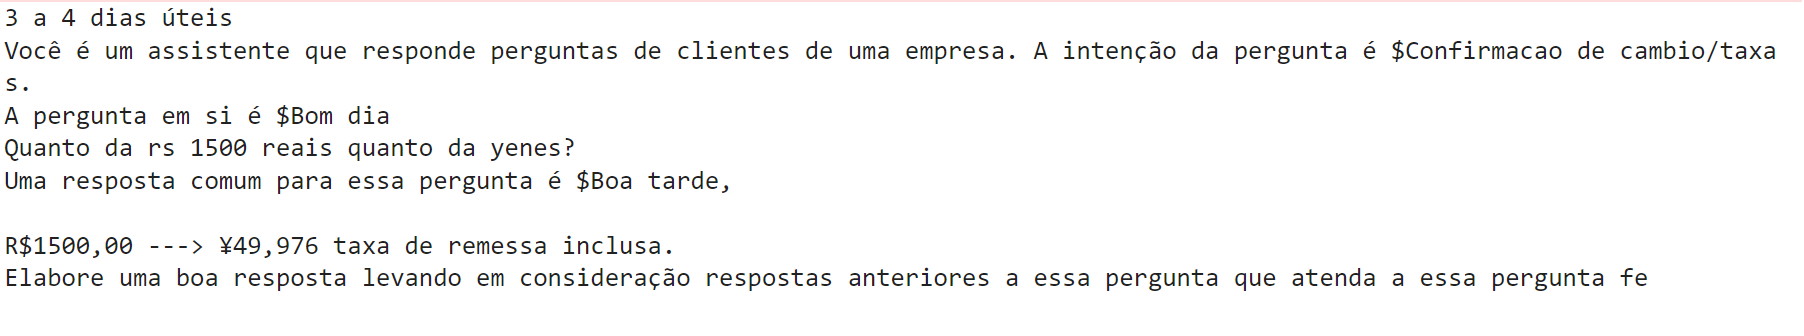 3 a 4 dias úteis
Você é um assistente que responde perguntas de clientes de uma empresa. A intenção da pergunta é $Confirmacao de cambio/taxa
s.
A pergunta em si é $Bom dia
Quanto da rs 1500 reais quanto da yenes?
Uma resposta comum para essa pergunta é $Boa tarde,

R$1500,00 ---> ¥49,976 taxa de remessa inclusa.
Elabore uma boa resposta levando em consideração respostas anteriores a essa pergunta que atenda a essa pergunta fe